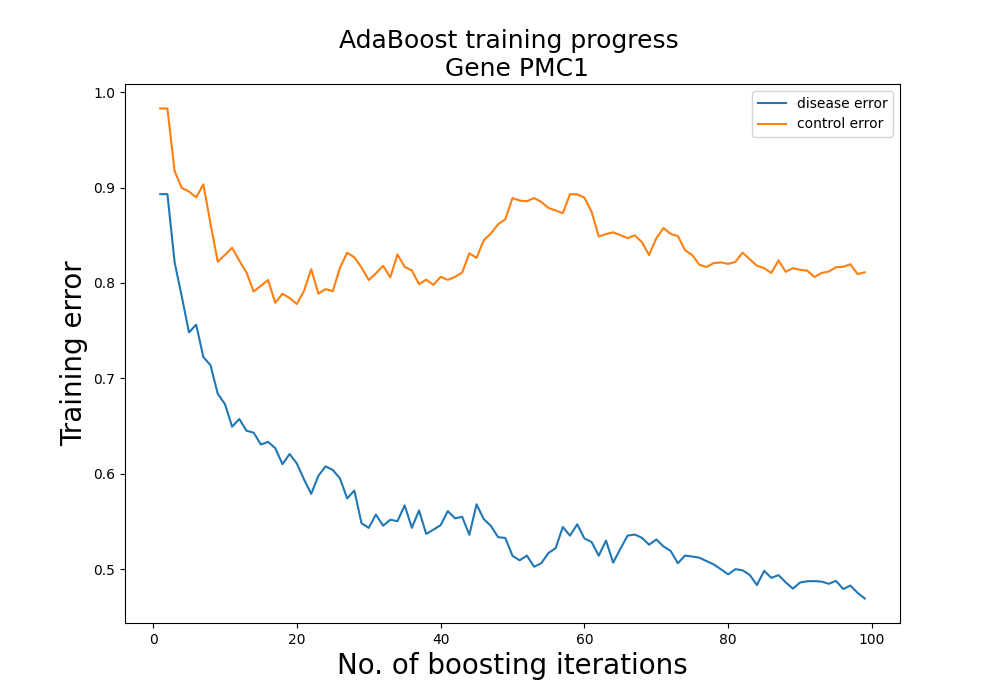 AdaBoost training progress
Gene PMC1
disease error
control error
Training error
1.0
0.9
0.8
0.7
0.6
0.5
0
20
40
60
80
100
No. of boosting iterations